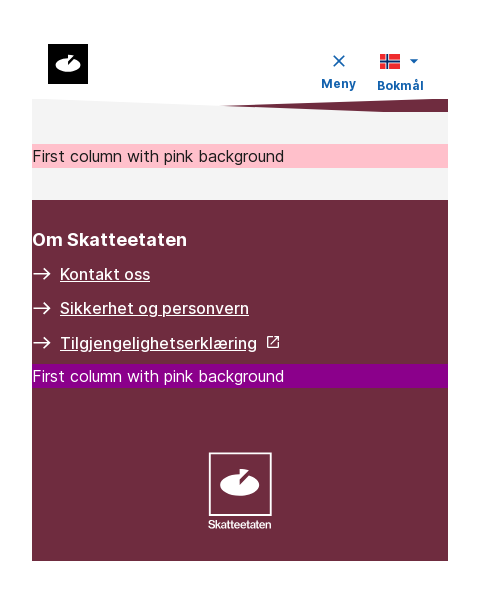 Meny
Bokmål
First column with pink background
Om Skatteetaten
Kontakt oss
Sikkerhet og personvern
Tilgjengelighetserklæring
First column with pink background
Skatteetaten